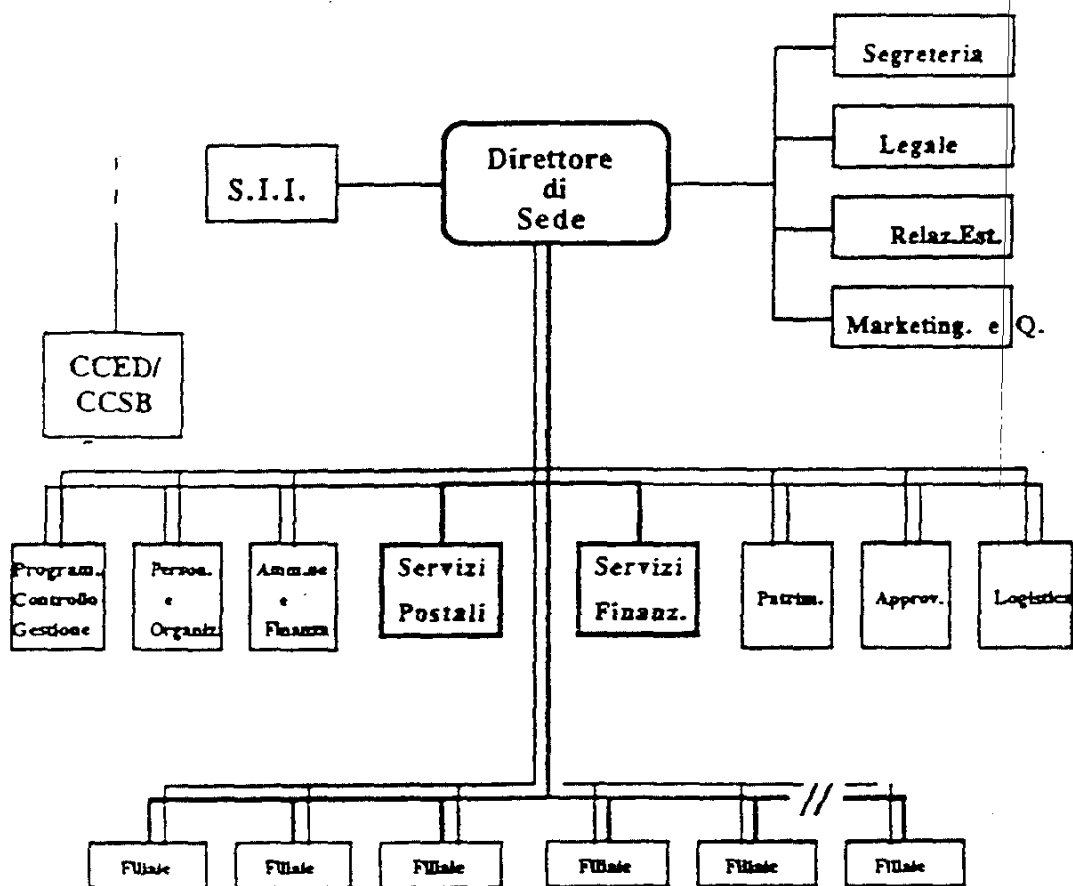 Segreteria
Legale
Direttore
di
Sede
S.I.I.
Relaz.Est.
Marketing. e Q.
CCED/
CCSB
Program.
Controllo
Gestione
Person.
e
Organiz.
Amm.ne
e
Finanza
Servizi
Postali
Servizi
Finanz.
Patrim.
Approv.
Logistica
//
Filiale
Filiale
Filiale
Filiale
Filiale
Filiale